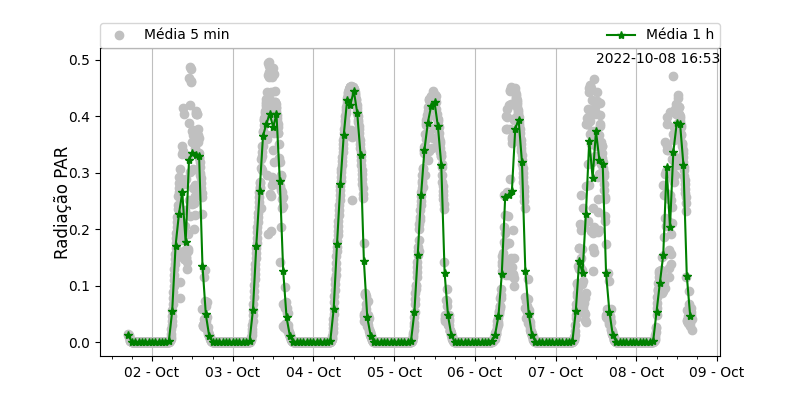 Média 5 min
Média 1 h
2022-10-08 16:53
Radiação PAR
0.5
0.4
0.3
0.2
0.1
0.0
02 - Oct
03 - Oct
04 - Oct
05 - Oct
06 - Oct
07 - Oct
08 - Oct
09 - Oct